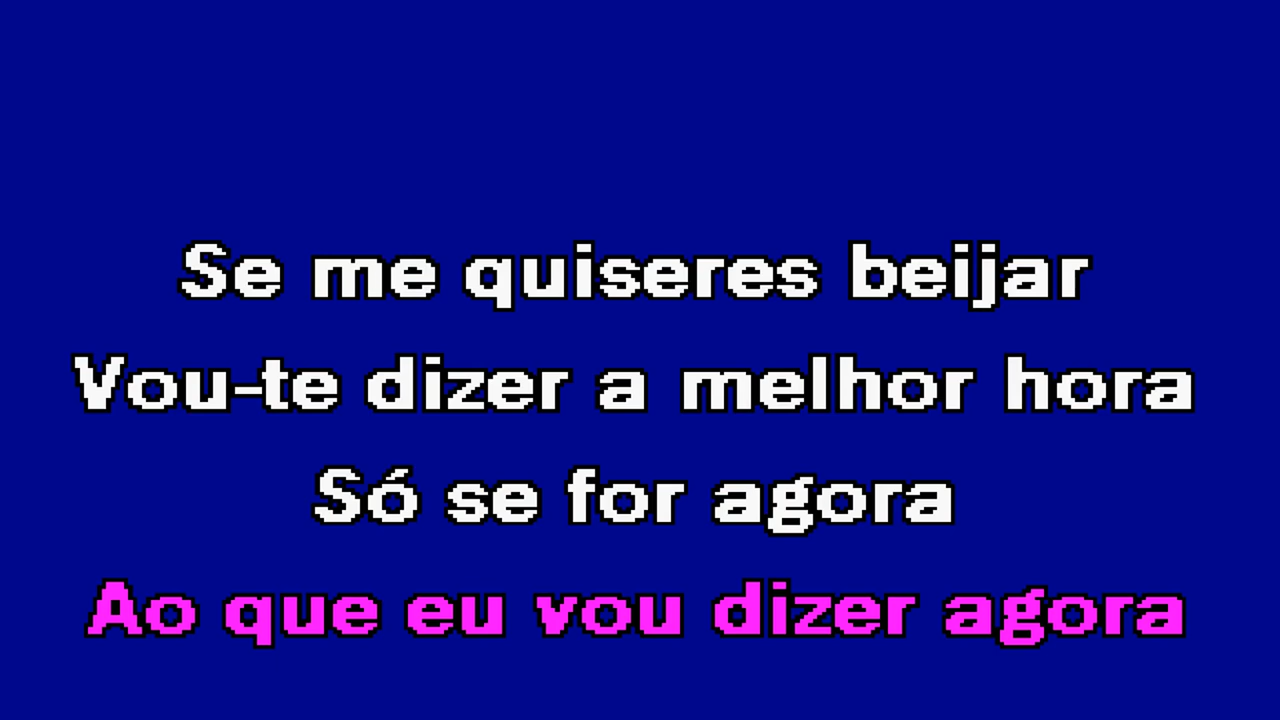 Se me quiseres beijar
Vou-te dizer a melhor hora
Só se for agora
Ao que eu vou dizer agora